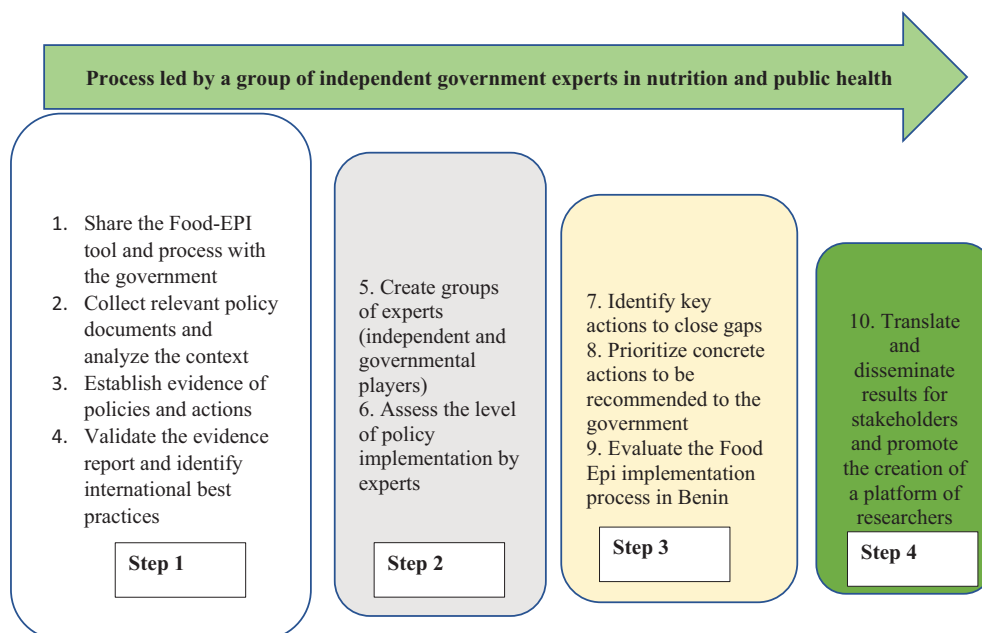 Process led by a group of independent government experts in nutrition and public health
1. Share the Food-EPI
tool and process with
the government
2. Collect relevant policy
documents and
analyze the context
3. Establish evidence of
policies and actions
4. Validate the evidence
report and identify
international best
practices
Step 1
5. Create groups
of experts
(independent and
governmental
players)
6. Assess the level
of policy
implementation by
experts
Step 2
7. Identify key
actions to close gaps
8. Prioritize concrete
actions to be
recommended to the
government
9. Evaluate the Food
Epi implementation
process in Benin
Step 3
10. Translate
and
disseminate
results for
stakeholders
and promote
the creation of
a platform of
researchers
Step 4